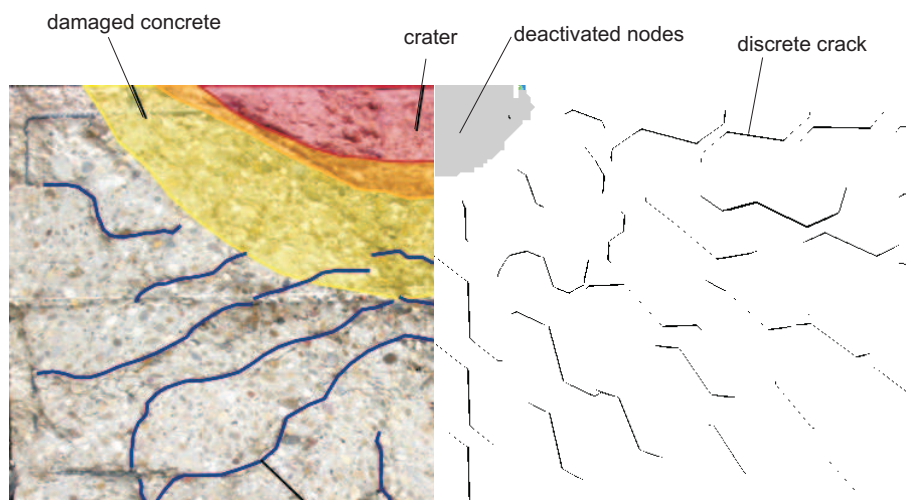 damaged concrete
crater
deactivated nodes
discrete crack